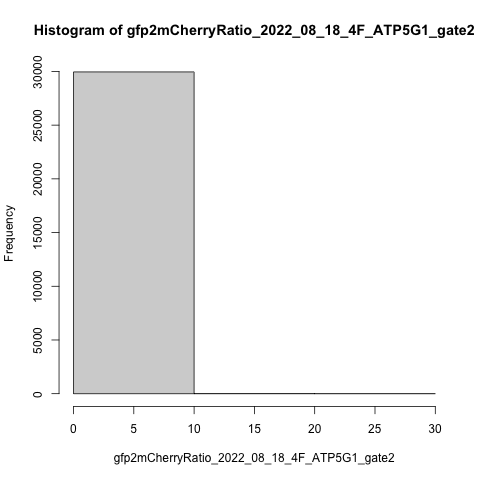 Histogram of gfp2mCherryRatio_2022_08_18_4F_ATP5G1_gate2
Frequency
30000
25000
20000
15000
10000
5000
0
0 5 10 15 20 25 30
gfp2mCherryRatio_2022_08_18_4F_ATP5G1_gate2